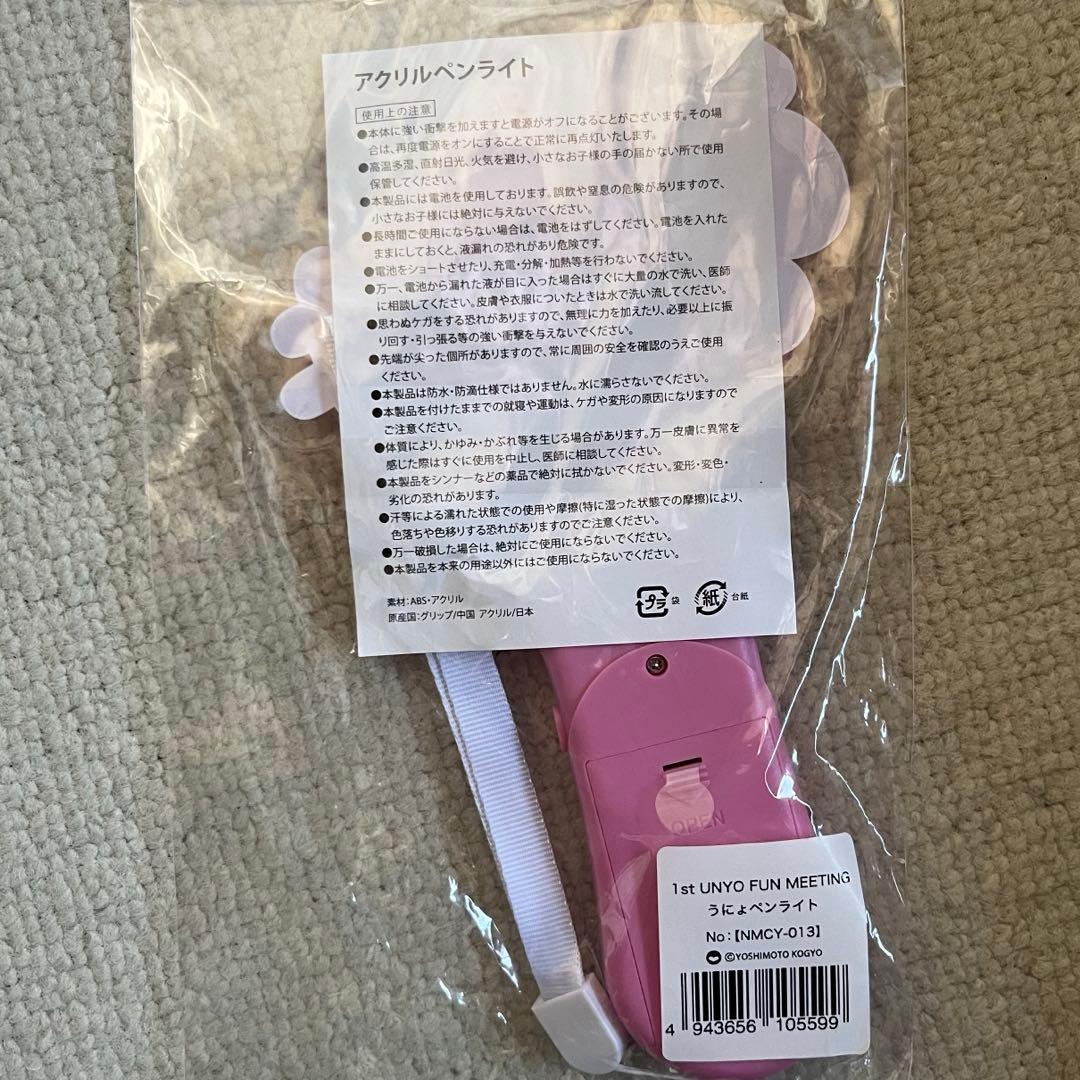 アクリルペンライト
使用上の注意
●本体に強い衝撃を加えますと電源がオフになることがございます。その場
合は、再度電源をオンにすることで正常に再点灯いたします。
●高温多湿、直射日光、火気を避け、小さなお子様の手の届かない所で使用
保管してください。
●本製品には電池を使用しております。誤飲や窒息の危険がありますので、
小さなお子様には絶対に与えないでください。
●長時間ご使用にならない場合は、電池をはずしてください。電池を入れた
ままにしておくと、液漏れの恐れがあり危険です。
●電池をショートさせたり、充電・分解・加熱等を行わないでください。
●万一、電池から漏れた液が目に入った場合はすぐに大量の水で洗い、医師
に相談してください。皮膚や衣服についたときは水で洗い流してください。
●思わぬケガをする恐れがありますので、無理に力を加えたり、必要以上に振
り回す・引っ張る等の強い衝撃を与えないでください。
●先端が尖った個所がありますので、常に周囲の安全を確認のうえご使用
ください。
●本製品は防水・防滴仕様ではありません。水に濡らさないでください。
●本製品を付けたままでの就寝や運動は、ケガや変形の原因になりますので
ご注意ください。
●体質により、かゆみ・かぶれ等を生じる場合があります。万一皮膚に異常を
感じた際はすぐに使用を中止し、医師に相談してください。
●本製品をシンナーなどの薬品で絶対に拭かないでください。変形・変色・
劣化の恐れがあります。
●汗等による濡れた状態での使用や摩擦(特に湿った状態での摩擦)により、
色落ちや色移りする恐れがありますのでご注意ください。
●万一破損した場合は、絶対にご使用にならないでください。
●本製品を本来の用途以外にはご使用にならないでください。
素材:ABS・アクリル
原産国:グリップ/中国 アクリル/日本
プラ 袋 紙 台紙
OPEN
1st UNYO FUN MEETING
うにょペンライト
No:【NMCY-013】
©YOSHIMOTO KOGYO
4 943656 105599